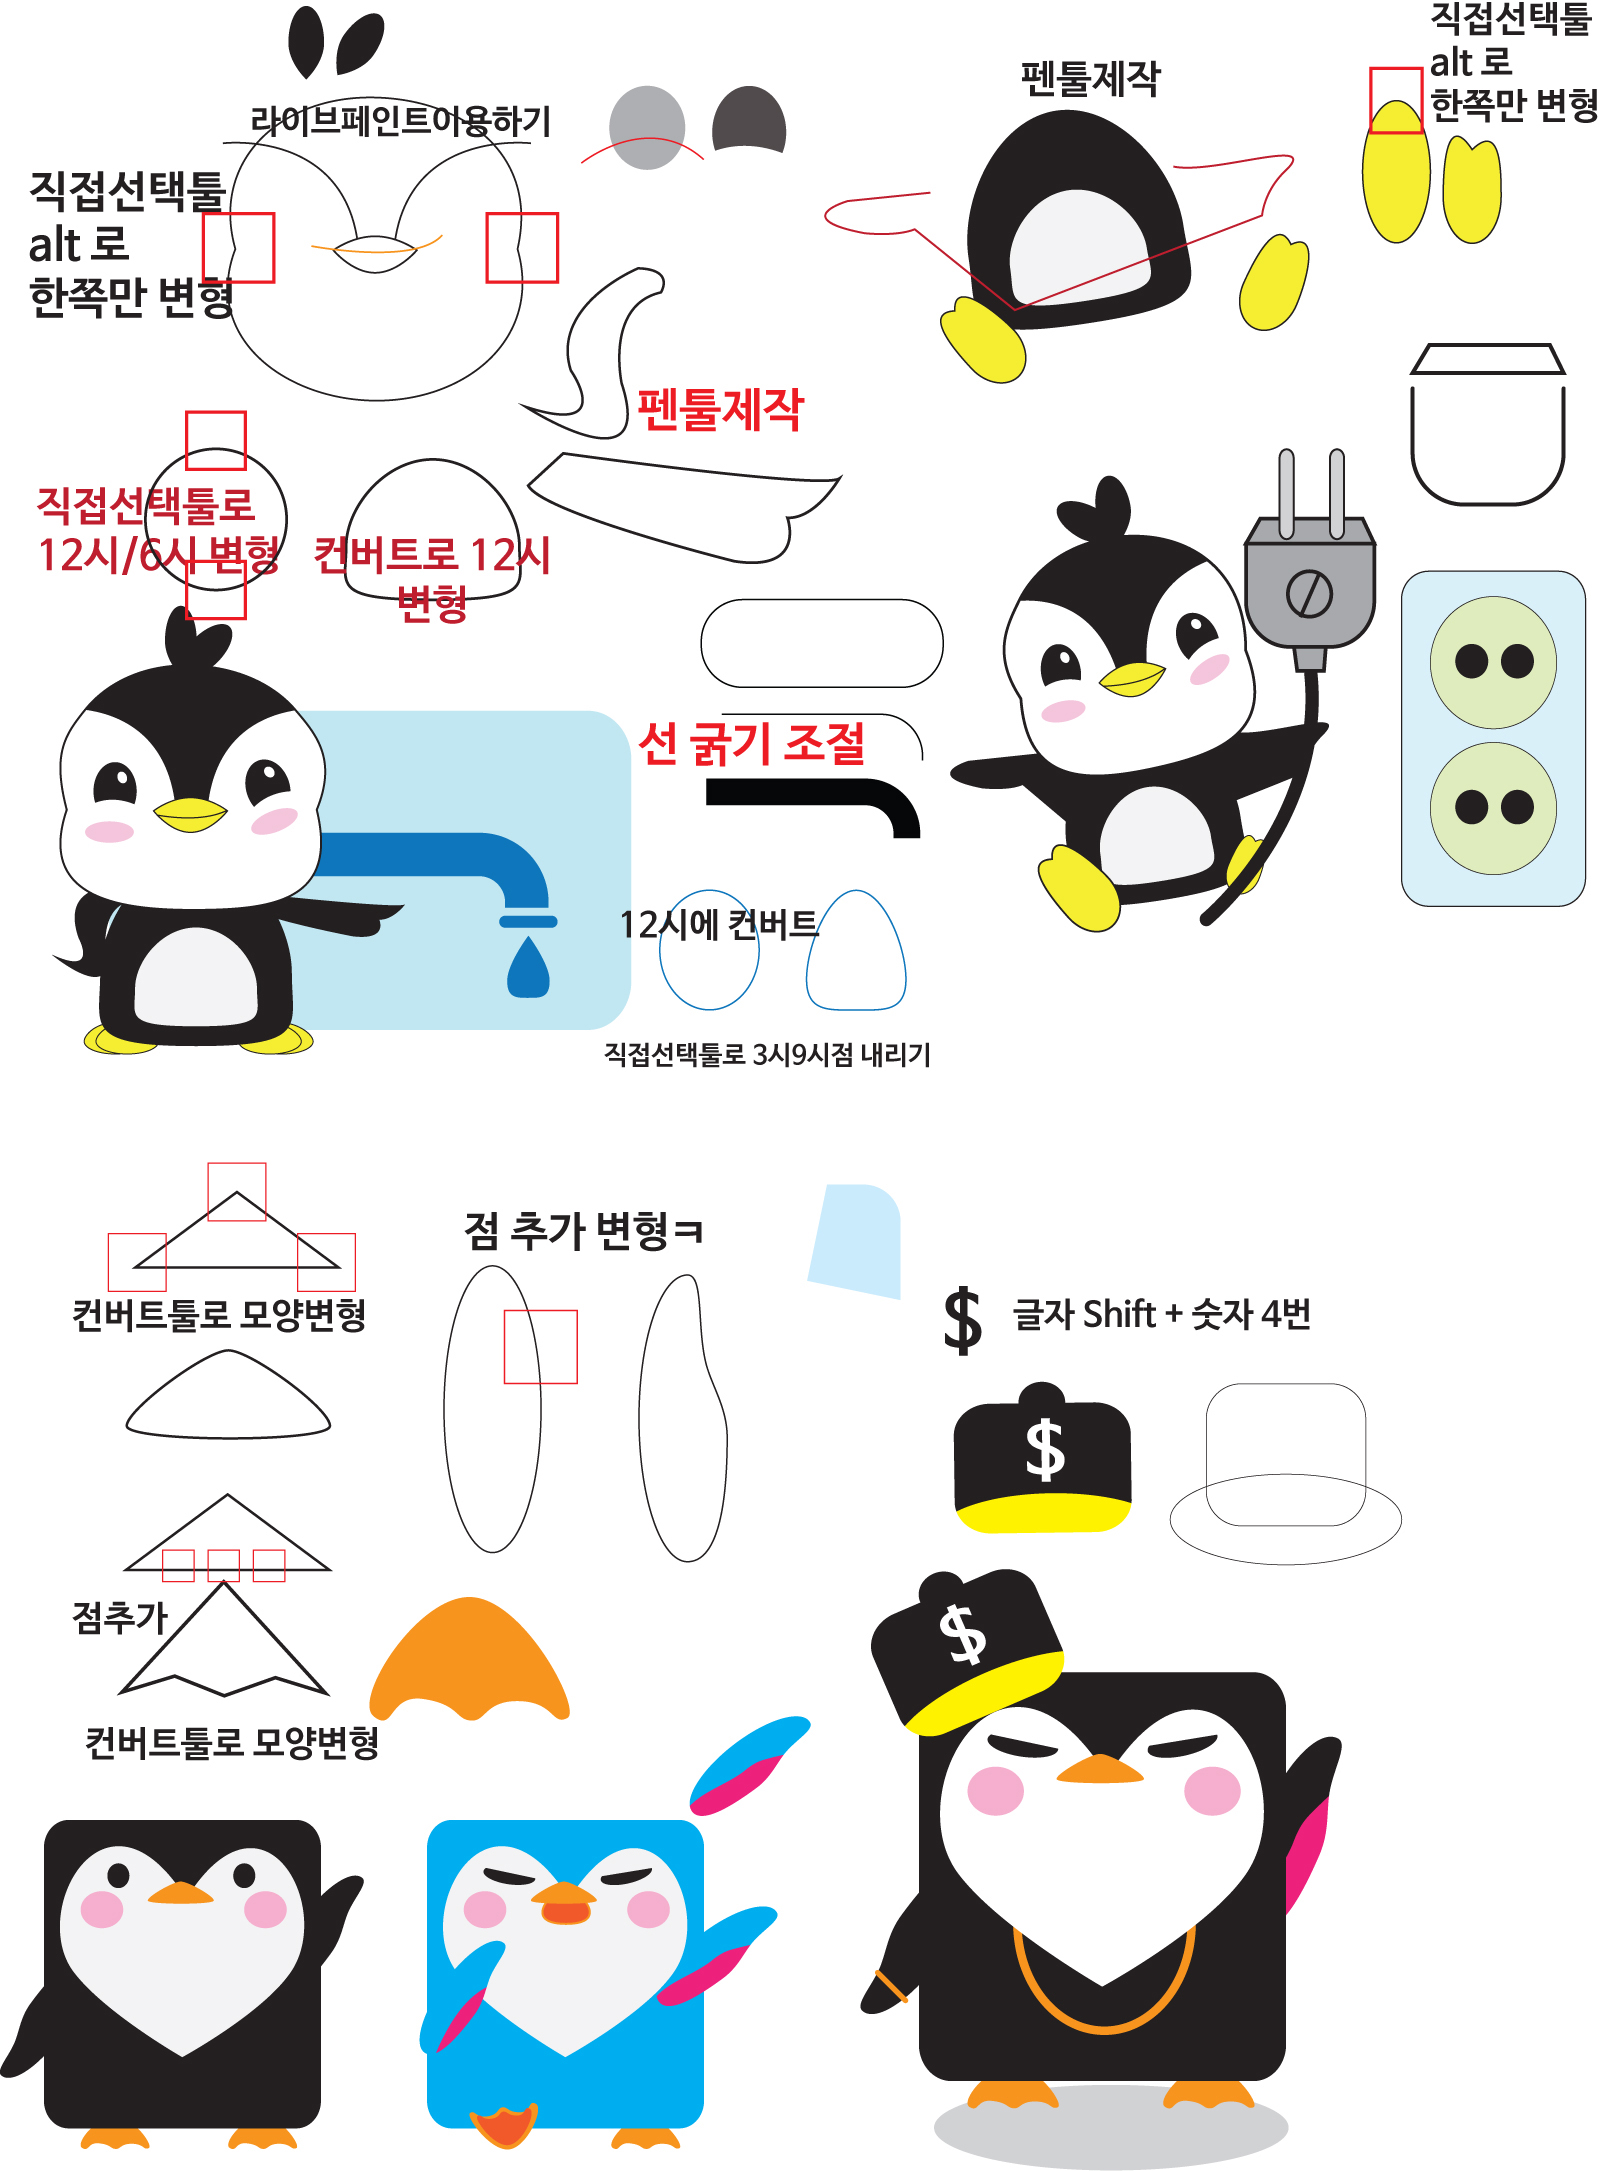 직접선택툴
alt 로
한쪽만 변형
펜툴제작
라이브페인트이용하기
직접선택툴
alt 로
한쪽만 변형
펜툴제작
직접선택툴로
12시/6시 변형
컨버트로 12시
변형
선 굵기 조절
12시에 컨버트
직접선택툴로 3시9시점 내리기
컨버트툴로 모양변형
점 추가 변형ㅋ
$ 글자 Shift + 숫자 4번
$
점추가
$
컨버트툴로 모양변형